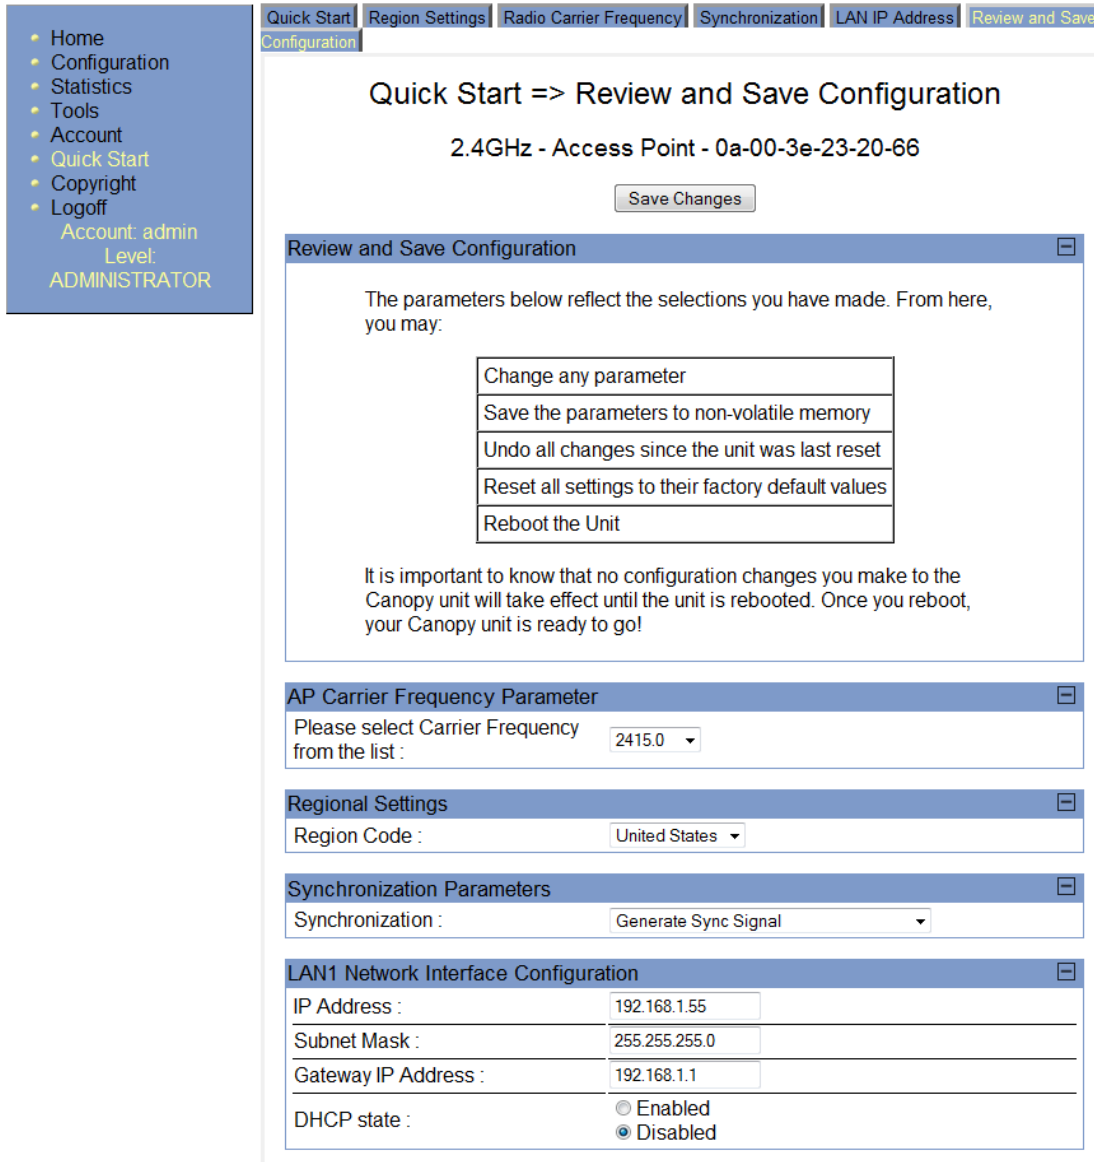 Home
Configuration
Statistics
Tools
Account
Quick Start
Copyright
Logoff
Account: admin
Level:
ADMINISTRATOR
Quick Start Region Settings Radio Carrier Frequency Synchronization LAN IP Address Review and Save
Configuration
Quick Start => Review and Save Configuration
2.4GHz - Access Point - 0a-00-3e-23-20-66
Save Changes
Review and Save Configuration
The parameters below reflect the selections you have made. From here,
you may:
Change any parameter
Save the parameters to non-volatile memory
Undo all changes since the unit was last reset
Reset all settings to their factory default values
Reboot the Unit
It is important to know that no configuration changes you make to the
Canopy unit will take effect until the unit is rebooted. Once you reboot,
your Canopy unit is ready to go!
AP Carrier Frequency Parameter
Please select Carrier Frequency
from the list : 2415.0
Regional Settings
Region Code : United States
Synchronization Parameters
Synchronization : Generate Sync Signal
LAN1 Network Interface Configuration
IP Address : 192.168.1.55
Subnet Mask : 255.255.255.0
Gateway IP Address : 192.168.1.1
DHCP state : Enabled
Disabled